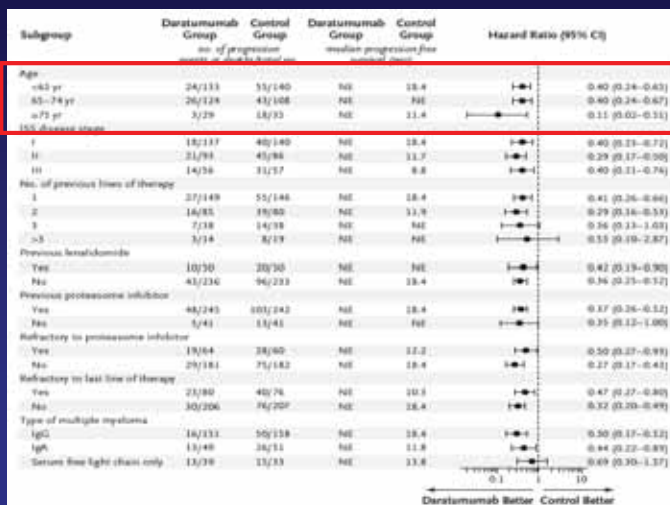 Subgroup Daratumumab Group Control Group Daratumumab Group Control Group Hazard Ratio (95% CI)
no. of progression median progression-free
Age
<65 yr 24/133 55/140 NE 18.4 0.40 (0.24–0.65)
65–74 yr 26/124 43/108 NE NE 0.40 (0.24–0.67)
≥75 yr 3/29 18/35 NE 11.4 0.11 (0.02–0.51)
ISS disease stage
I 18/137 40/140 NE 18.4 0.40 (0.23–0.72)
II 21/93 45/86 NE 11.7 0.29 (0.17–0.50)
III 14/56 31/57 NE 8.8 0.40 (0.21–0.76)
No. of previous lines of therapy
1 27/149 55/146 NE 18.4 0.41 (0.26–0.66)
2 16/85 39/80 NE 11.9 0.29 (0.16–0.53)
3 7/38 14/38 NE NE 0.36 (0.13–1.03)
>3 3/14 8/19 NE NE 0.53 (0.10–2.87)
Previous lenalidomide
Yes 10/50 20/50 NE NE 0.42 (0.19–0.90)
No 43/236 96/233 NE 18.4 0.36 (0.25–0.52)
Previous proteasome inhibitor
Yes 48/245 103/242 NE 18.4 0.37 (0.26–0.52)
No 5/41 13/41 NE NE 0.35 (0.12–1.00)
Refractory to proteasome inhibitor
Yes 19/64 28/60 NE 12.2 0.50 (0.27–0.93)
No 29/181 75/182 NE 18.4 0.27 (0.17–0.43)
Refractory to last line of therapy
Yes 23/80 40/76 NE 10.3 0.47 (0.27–0.80)
No 30/206 76/207 NE 18.4 0.32 (0.20–0.49)
Type of multiple myeloma
IgG 16/151 50/158 NE 18.4 0.30 (0.17–0.52)
IgA 13/40 26/51 NE 11.8 0.44 (0.22–0.89)
Serum free light chain only 13/39 15/33 NE 13.8 0.69 (0.30–1.57)
0.1 1 10
Daratumumab Better Control Better